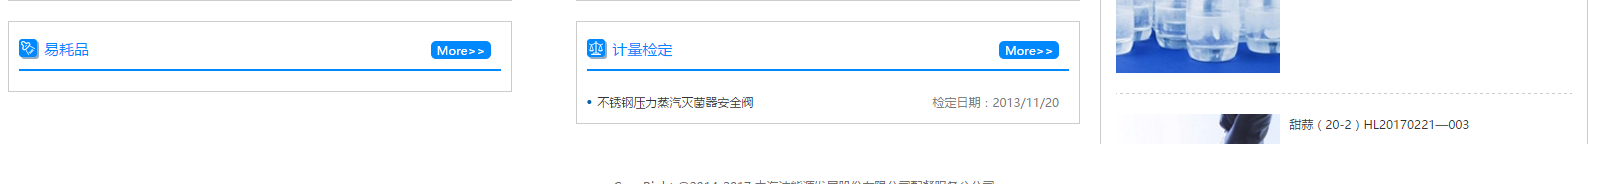 易耗品
More>>
计量检定
More>>
不锈钢压力蒸汽灭菌器安全阀
检定日期：2013/11/20
甜蒜（20-2）HL20170221—003